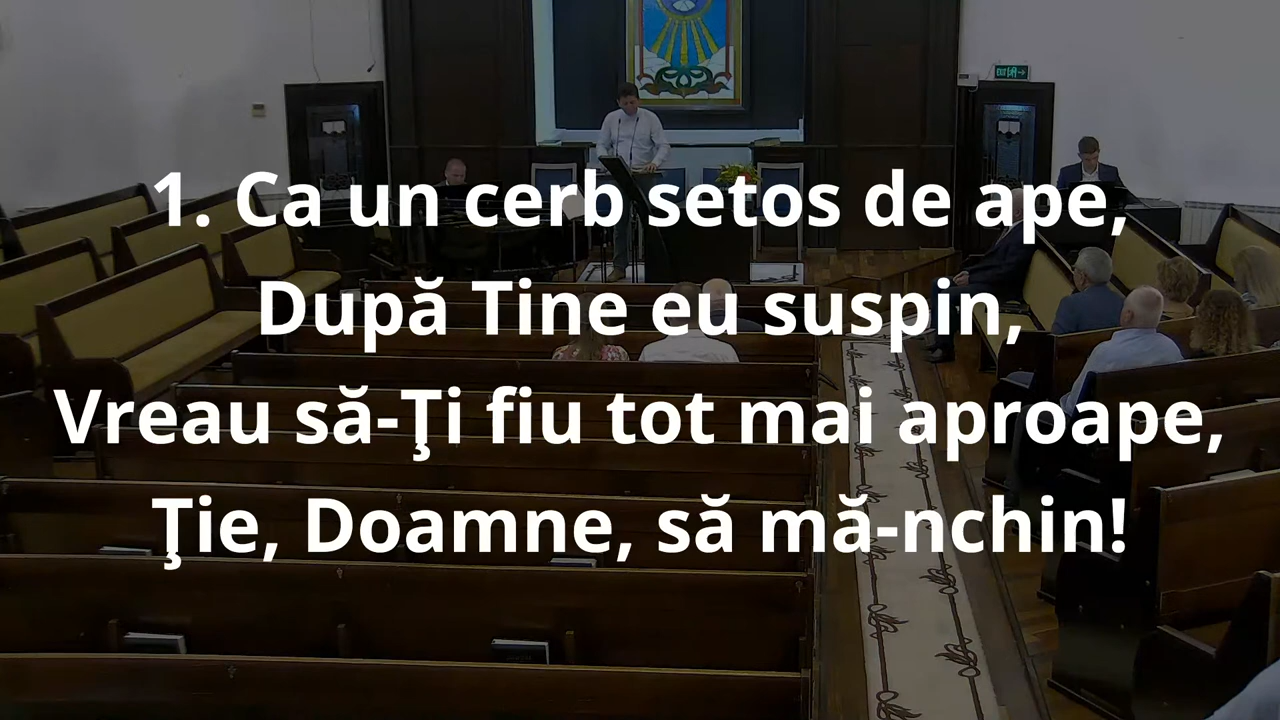 1. Ca un cerb setos de ape,
După Tine eu suspin,
Vreau să-Ţi fiu tot mai aproape,
Ţie, Doamne, să mă-nchin!